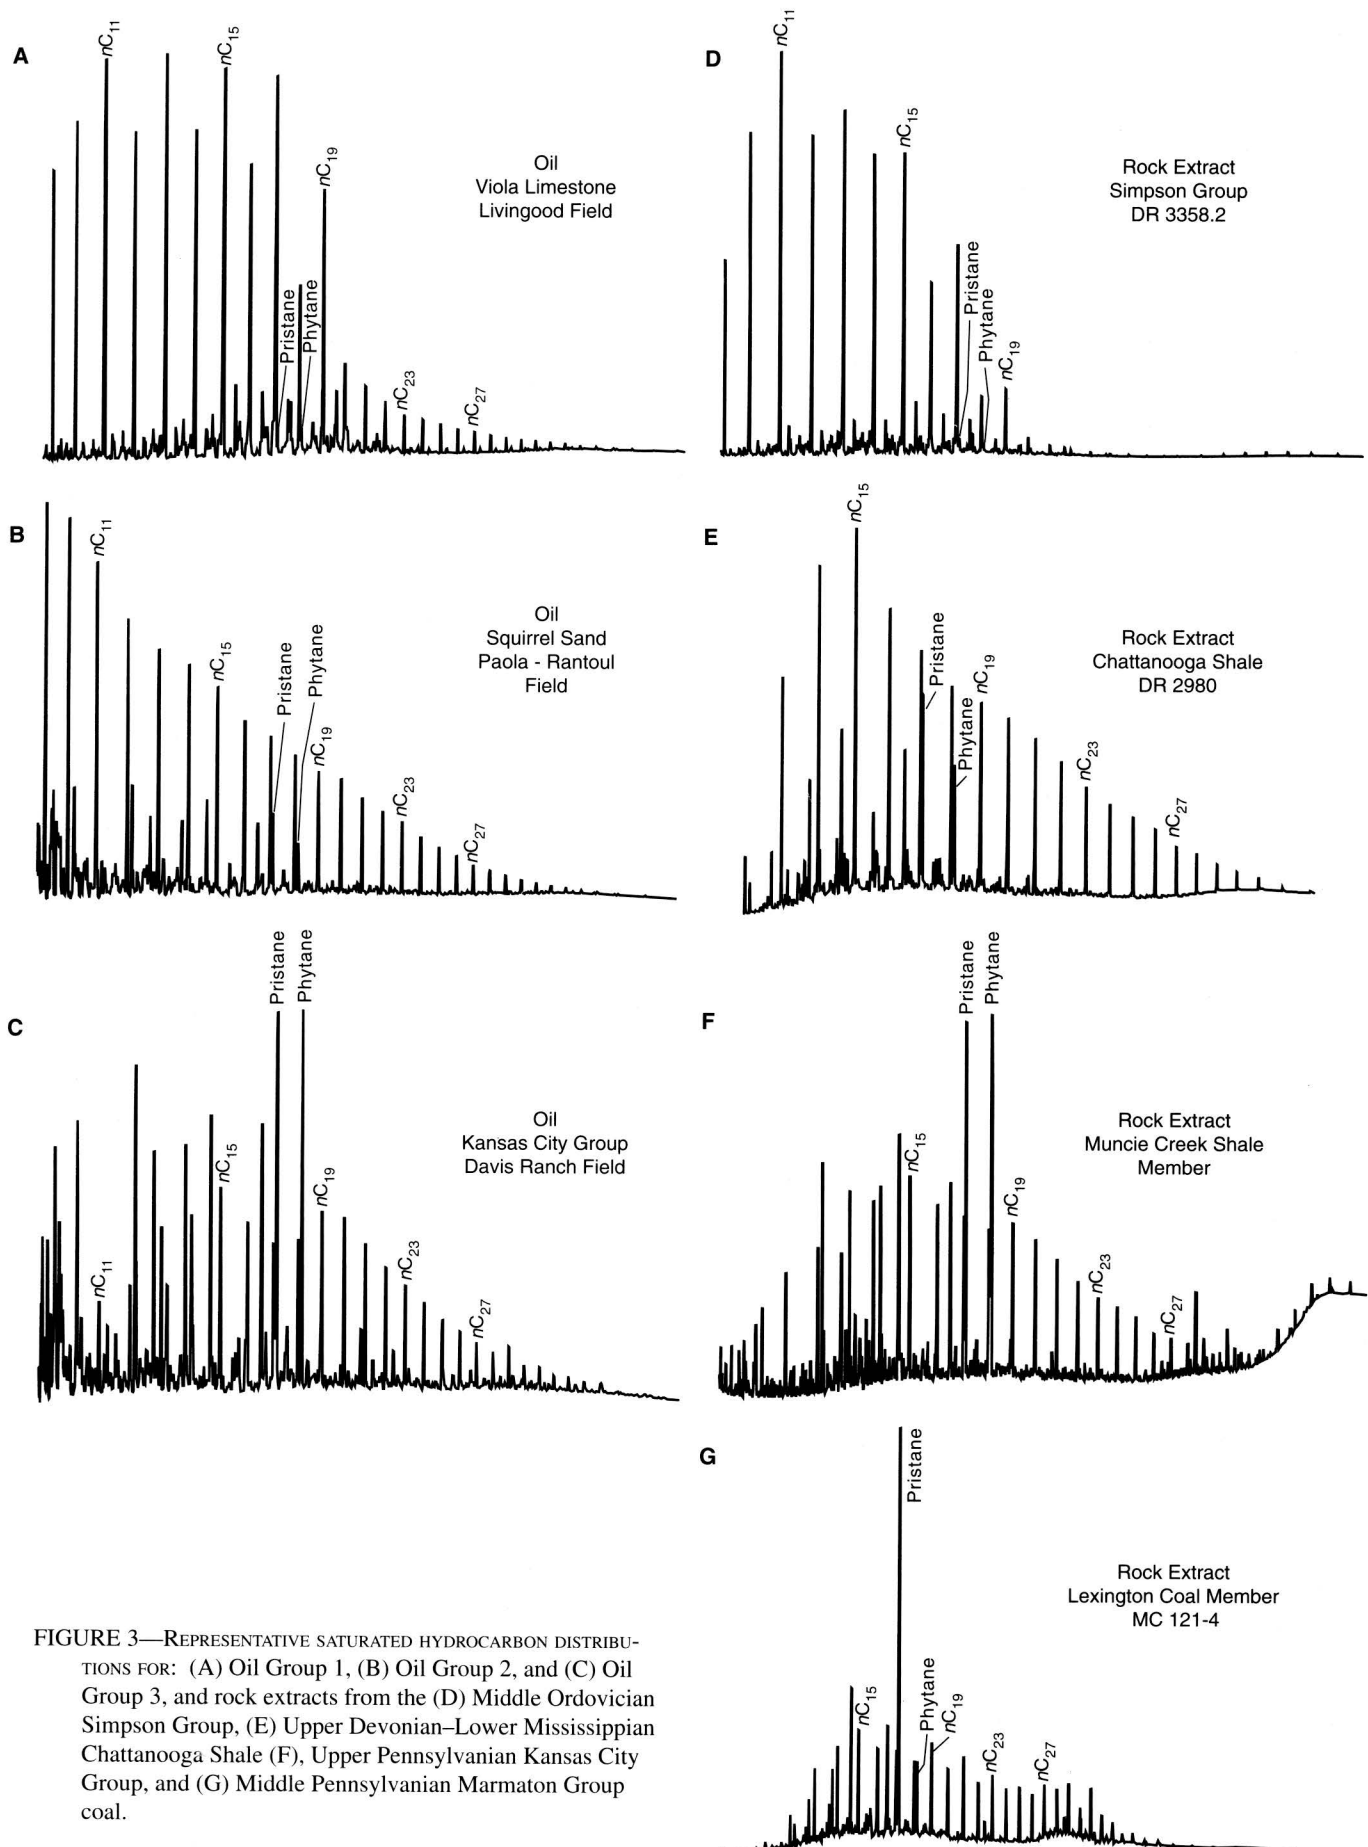 A
nC11
nC15
nC19
Pristane
Phytane
nC23
nC27
Oil
Viola Limestone
Livingood Field
B
nC11
nC15
Pristane
Phytane
nC19
nC23
nC27
Oil
Squirrel Sand
Paola - Rantoul
Field
C
nC11
nC15
Pristane
Phytane
nC19
nC23
nC27
Oil
Kansas City Group
Davis Ranch Field
D
nC11
nC15
Pristane
Phytane
nC19
Rock Extract
Simpson Group
DR 3358.2
E
nC15
Pristane
Phytane
nC19
nC23
nC27
Rock Extract
Chattanooga Shale
DR 2980
F
nC15
Pristane
Phytane
nC19
nC23
nC27
Rock Extract
Muncie Creek Shale
Member
G
nC15
Pristane
Phytane
nC19
nC23
nC27
Rock Extract
Lexington Coal Member
MC 121-4
FIGURE 3—REPRESENTATIVE SATURATED HYDROCARBON DISTRIBU-
TIONS FOR: (A) Oil Group 1, (B) Oil Group 2, and (C) Oil
Group 3, and rock extracts from the (D) Middle Ordovician
Simpson Group, (E) Upper Devonian–Lower Mississippian
Chattanooga Shale (F), Upper Pennsylvanian Kansas City
Group, and (G) Middle Pennsylvanian Marmaton Group
coal.